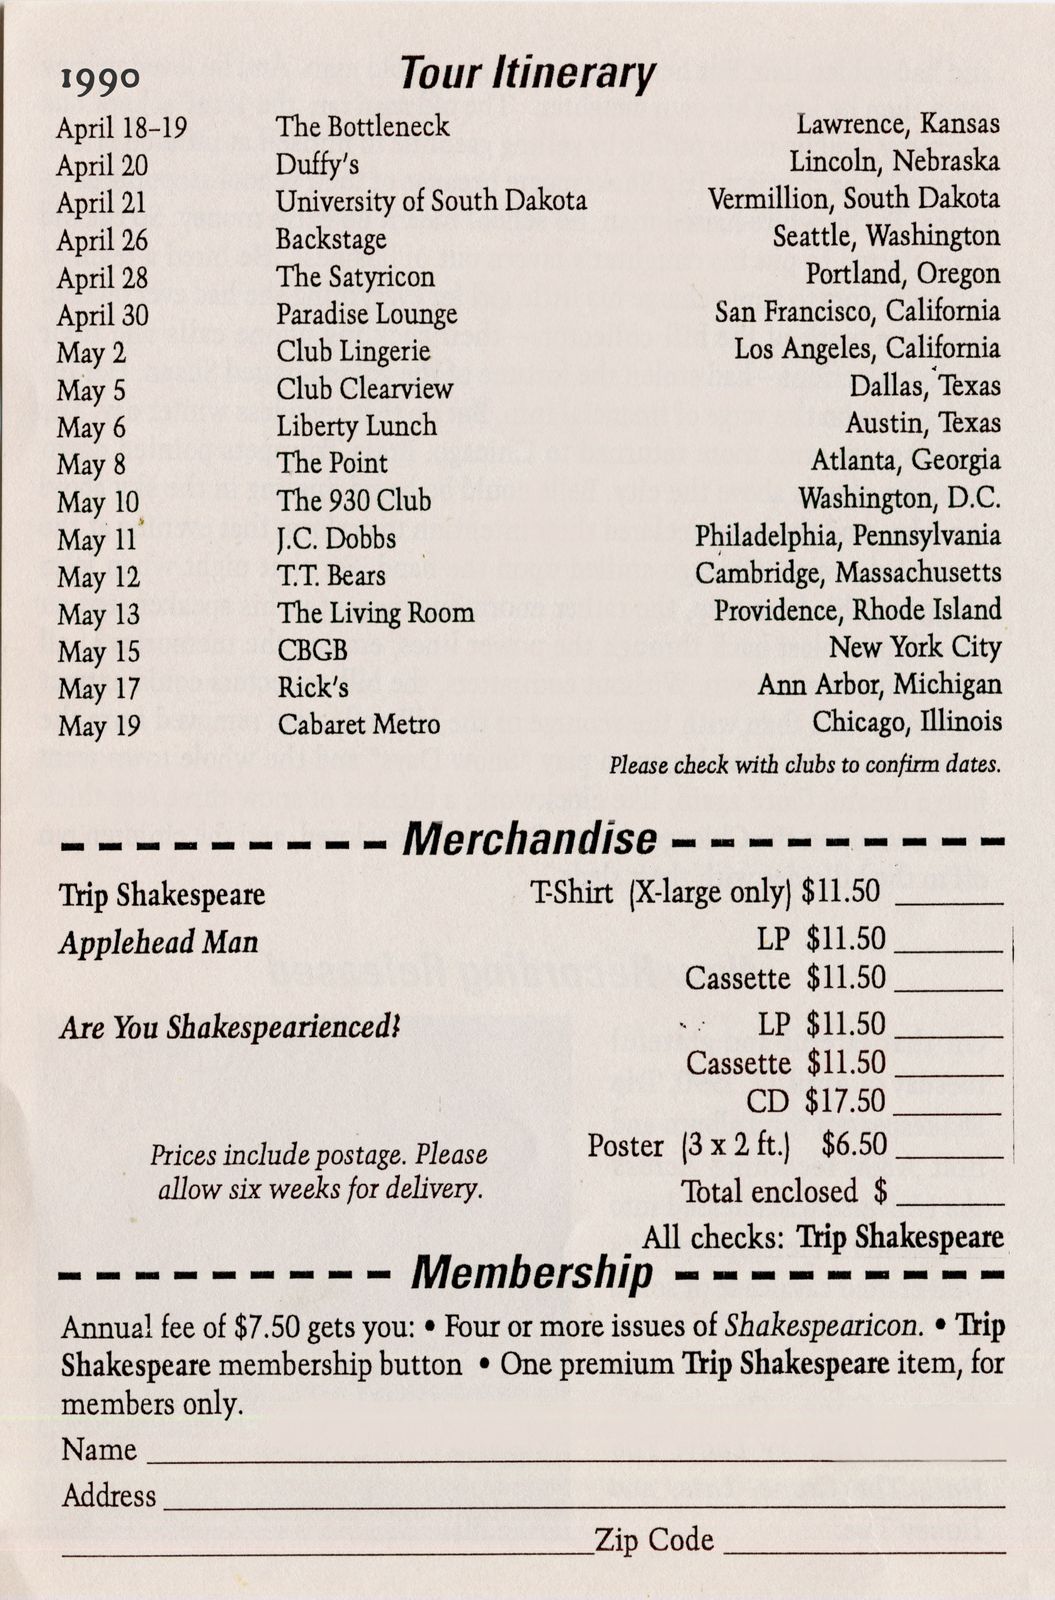 1990 Tour Itinerary
April 18–19 The Bottleneck Lawrence, Kansas
April 20 Duffy's Lincoln, Nebraska
April 21 University of South Dakota Vermillion, South Dakota
April 26 Backstage Seattle, Washington
April 28 The Satyricon Portland, Oregon
April 30 Paradise Lounge San Francisco, California
May 2 Club Lingerie Los Angeles, California
May 5 Club Clearview Dallas, Texas
May 6 Liberty Lunch Austin, Texas
May 8 The Point Atlanta, Georgia
May 10 The 930 Club Washington, D.C.
May 11 J.C. Dobbs Philadelphia, Pennsylvania
May 12 T.T. Bears Cambridge, Massachusetts
May 13 The Living Room Providence, Rhode Island
May 15 CBGB New York City
May 17 Rick's Ann Arbor, Michigan
May 19 Cabaret Metro Chicago, Illinois
Please check with clubs to confirm dates.
Merchandise
Trip Shakespeare T-Shirt (X-large only) $11.50
Applehead Man LP $11.50
Cassette $11.50
Are You Shakespearienced? LP $11.50
Cassette $11.50
CD $17.50
Poster (3 x 2 ft.) $6.50
Prices include postage. Please
allow six weeks for delivery.
Total enclosed $
All checks: Trip Shakespeare
Membership
Annual fee of $7.50 gets you: • Four or more issues of Shakespearicon. • Trip
Shakespeare membership button • One premium Trip Shakespeare item, for
members only.
Name
Address
Zip Code